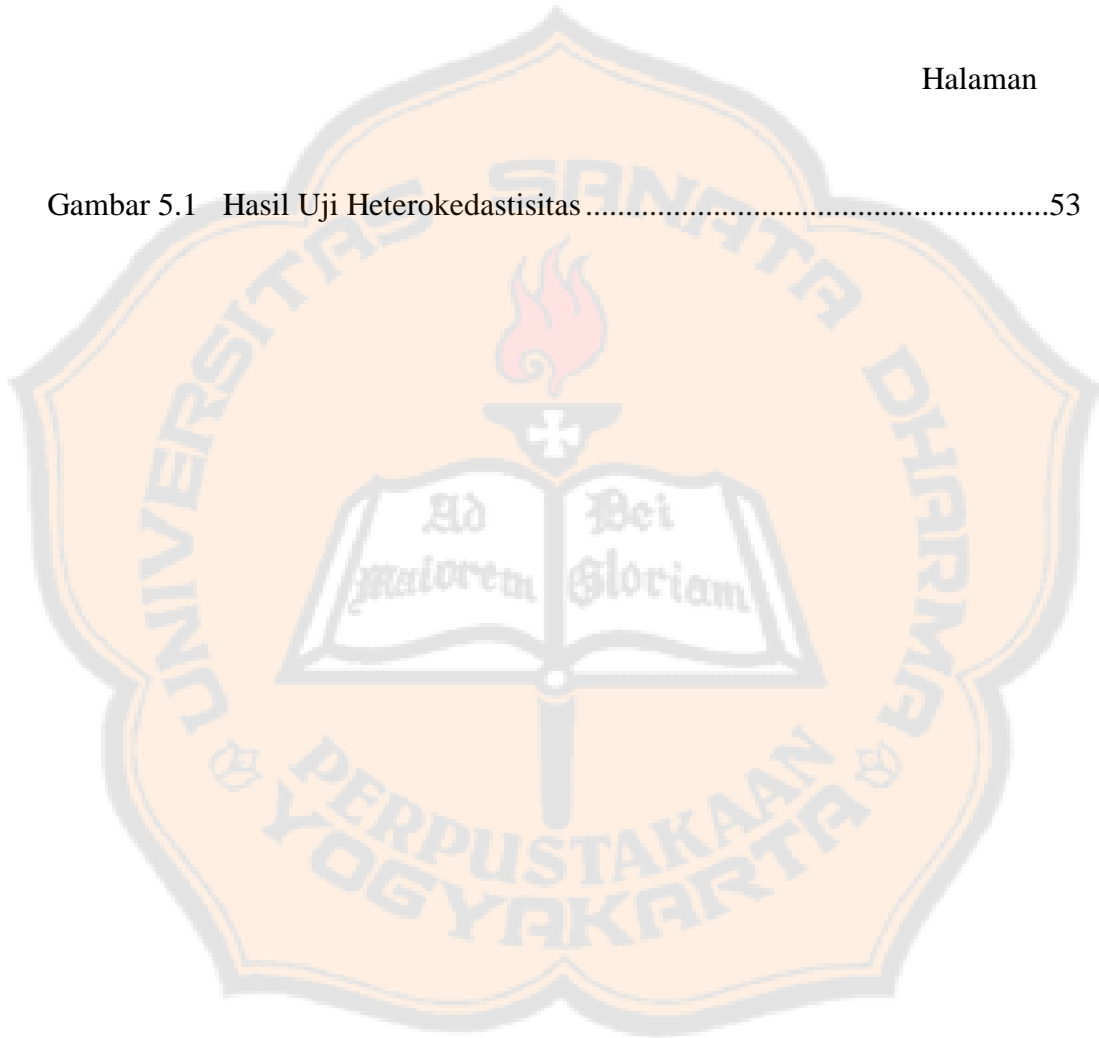 Halaman
Gambar 5.1 Hasil Uji Heterokedastisitas ....................................................53
UNIVERSITAS SANATA DHARMA
Ad Dei
Maiorem Gloriam
PERPUSTAKAAN
YOGYAKARTA